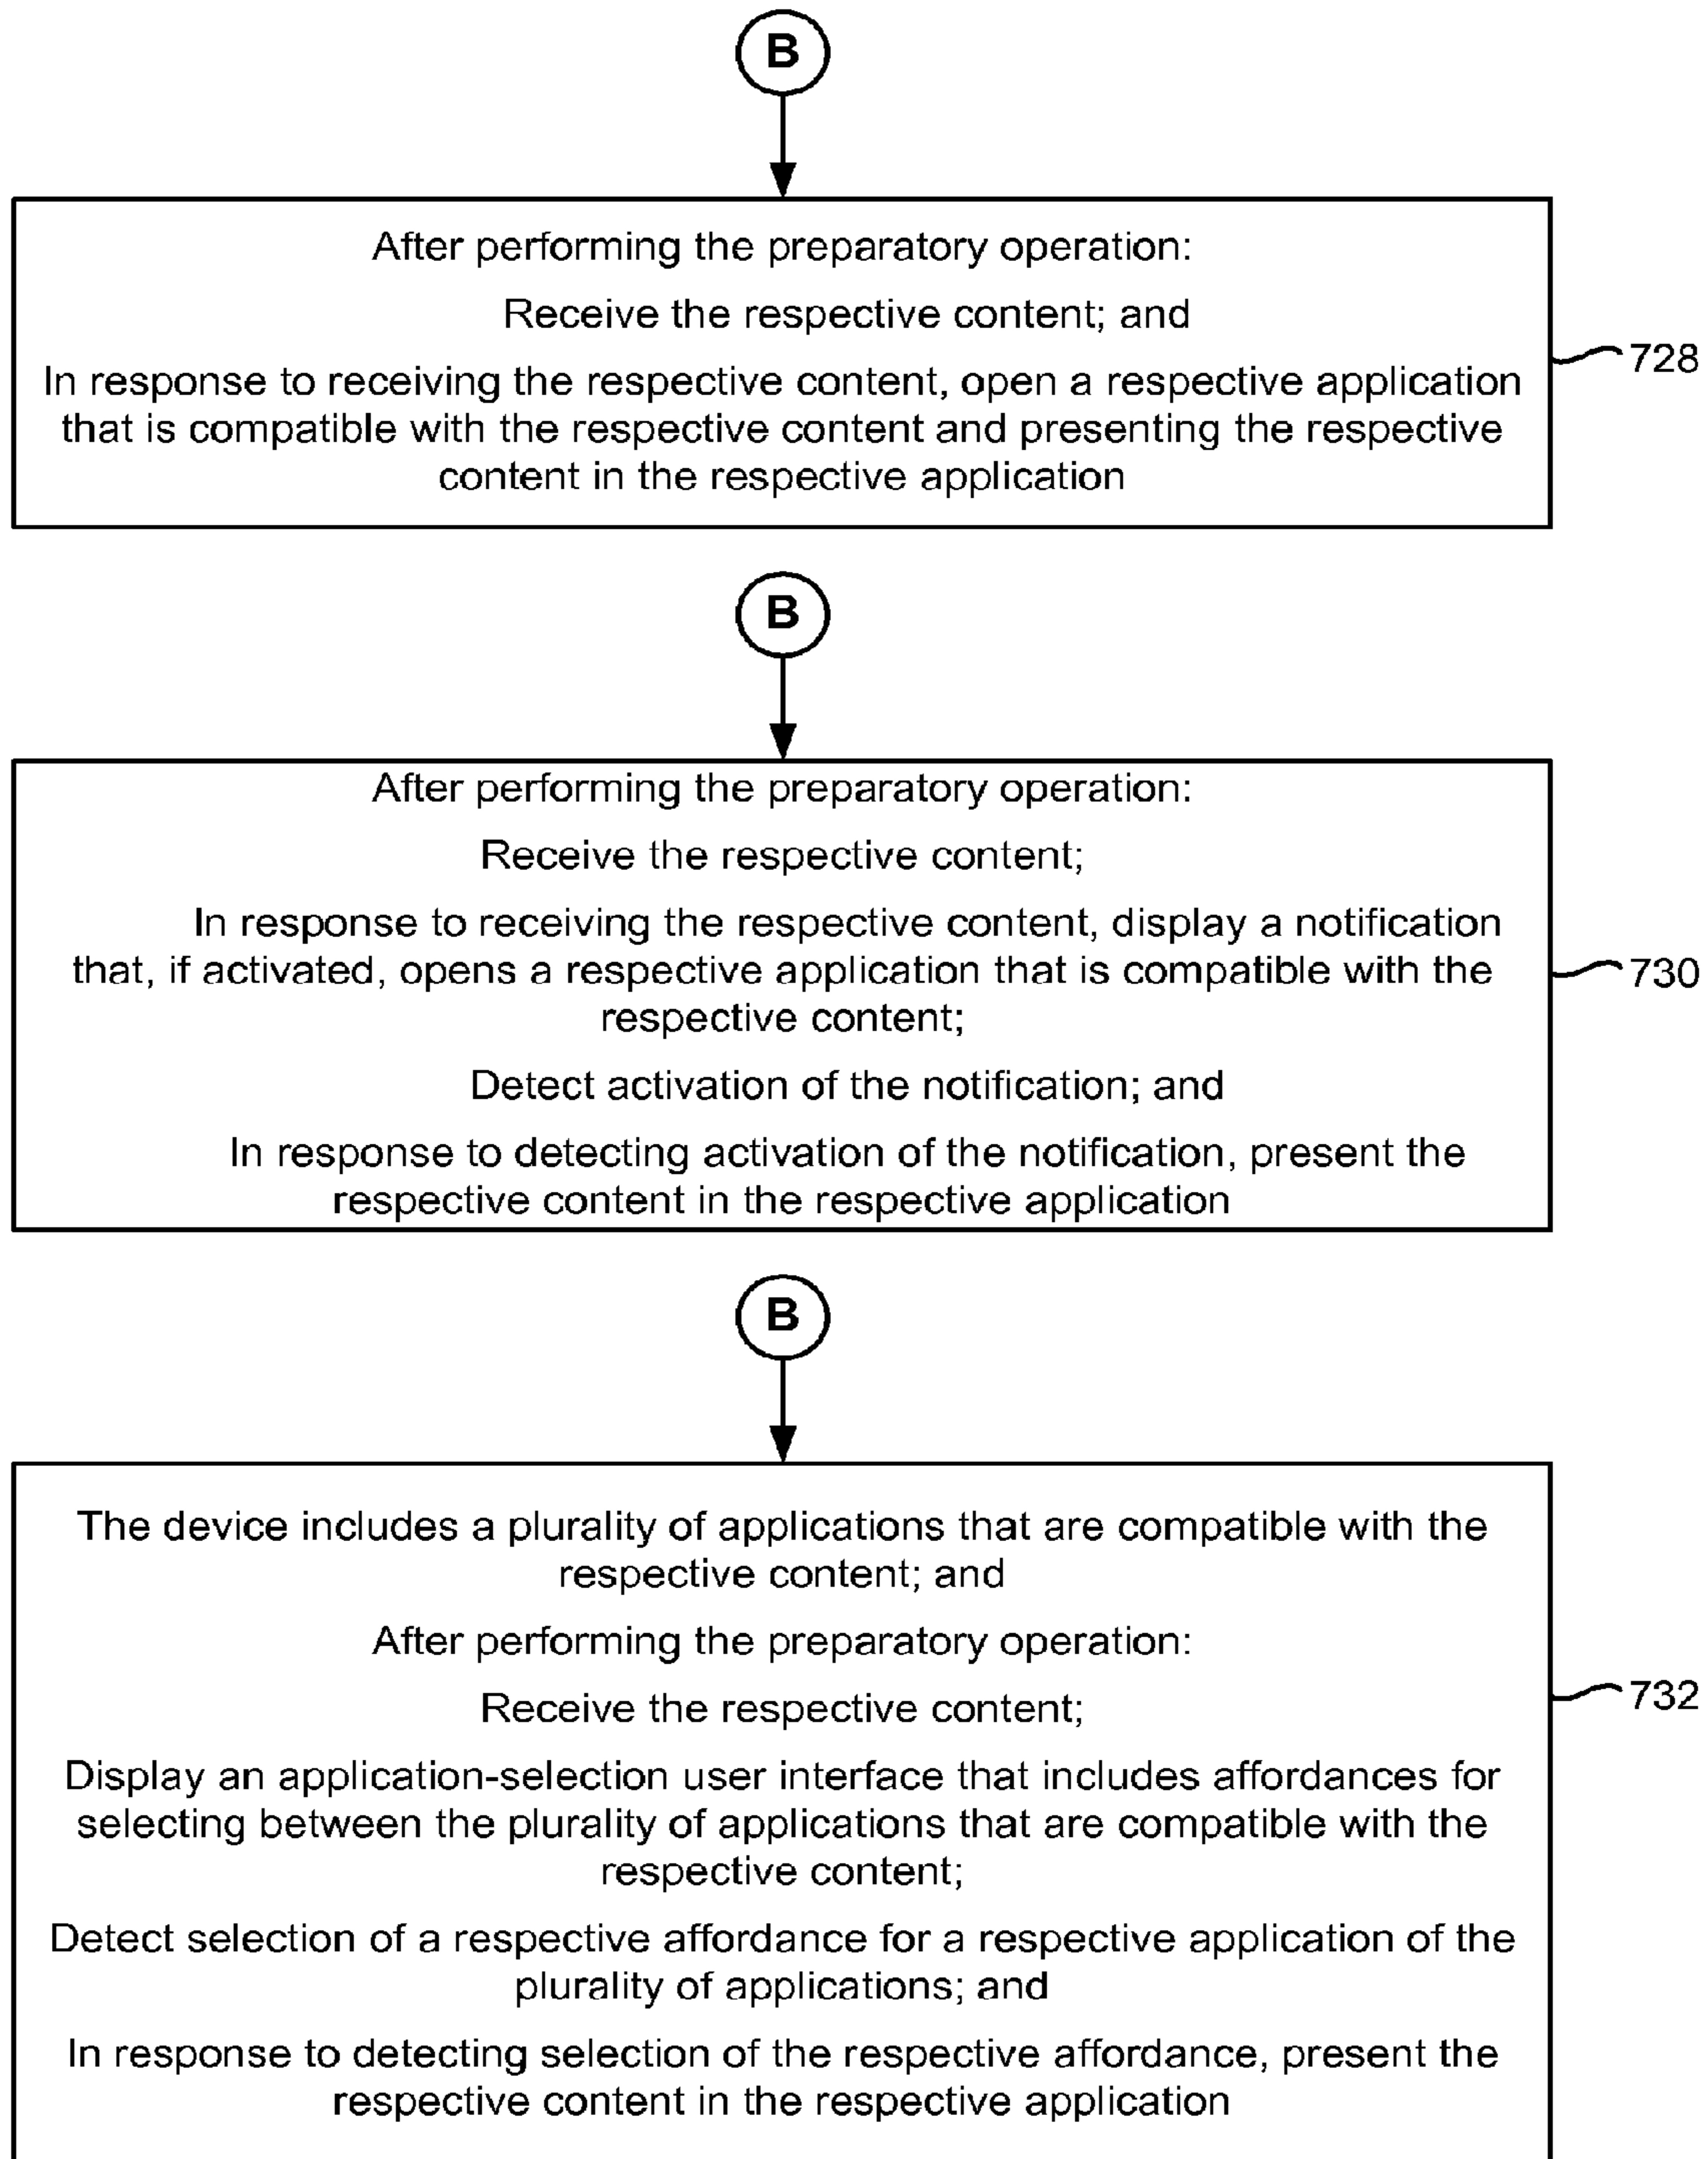 B
After performing the preparatory operation:
Receive the respective content; and
In response to receiving the respective content, open a respective application
that is compatible with the respective content and presenting the respective
content in the respective application
728
B
After performing the preparatory operation:
Receive the respective content;
In response to receiving the respective content, display a notification
that, if activated, opens a respective application that is compatible with the
respective content;
Detect activation of the notification; and
In response to detecting activation of the notification, present the
respective content in the respective application
730
B
The device includes a plurality of applications that are compatible with the
respective content; and
After performing the preparatory operation:
Receive the respective content;
Display an application-selection user interface that includes affordances for
selecting between the plurality of applications that are compatible with the
respective content;
Detect selection of a respective affordance for a respective application of the
plurality of applications; and
In response to detecting selection of the respective affordance, present the
respective content in the respective application
732